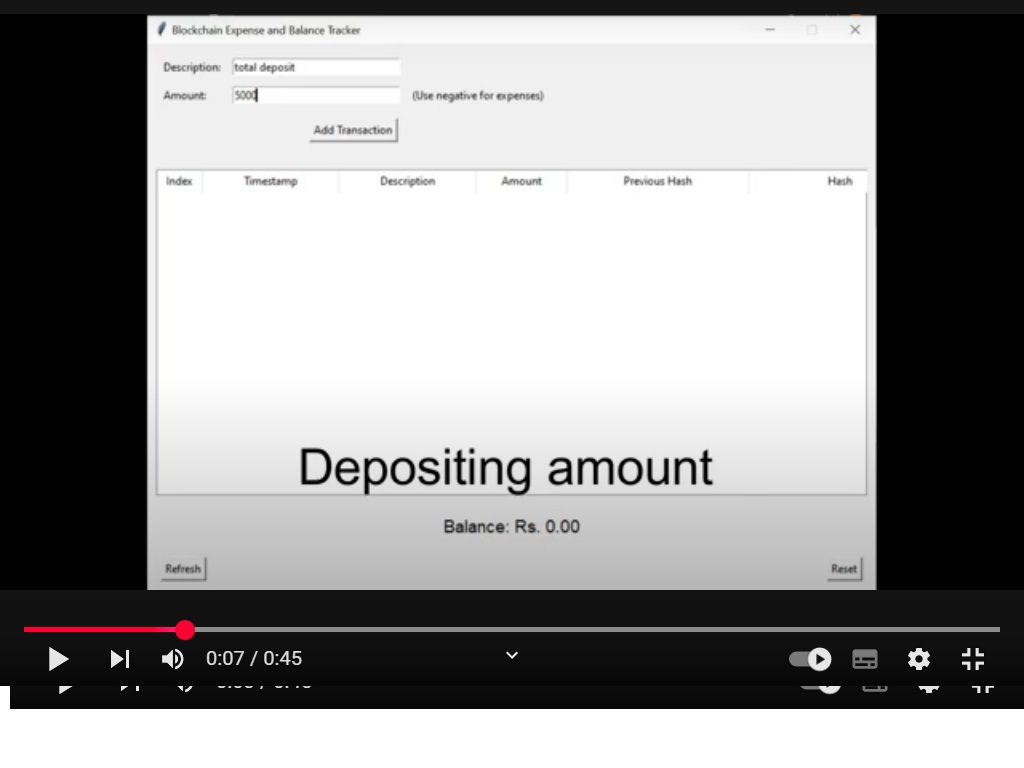 Blockchain Expense and Balance Tracker
Description: total deposit
Amount: 5000 (Use negative for expenses)
Add Transaction
Index Timestamp Description Amount Previous Hash Hash
Depositing amount
Balance: Rs. 0.00
Refresh Reset
0:07 / 0:45